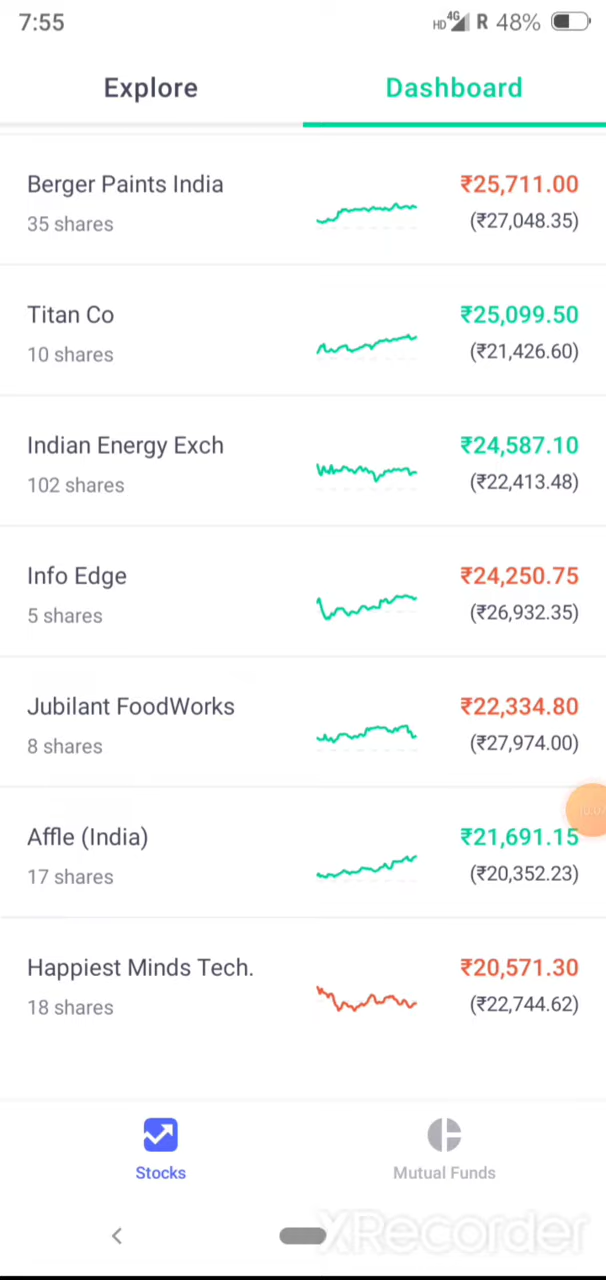 7:55
HD 4G R 48%
Explore Dashboard
Berger Paints India ₹25,711.00
35 shares (₹27,048.35)
Titan Co ₹25,099.50
10 shares (₹21,426.60)
Indian Energy Exch ₹24,587.10
102 shares (₹22,413.48)
Info Edge ₹24,250.75
5 shares (₹26,932.35)
Jubilant FoodWorks ₹22,334.80
8 shares (₹27,974.00)
Affle (India) ₹21,691.15
17 shares (₹20,352.23)
Happiest Minds Tech. ₹20,571.30
18 shares (₹22,744.62)
Stocks Mutual Funds
XRecorder